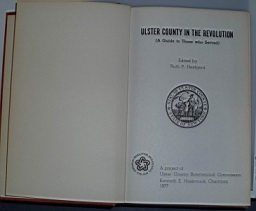 ULSTER COUNTY IN THE REVOLUTION
(A Guide to Those who Served)
Edited by
Ruth P. Heidgerd
A project of
Ulster County Bicentennial Commission
Kenneth E. Hasbrouck, Chairman
1977